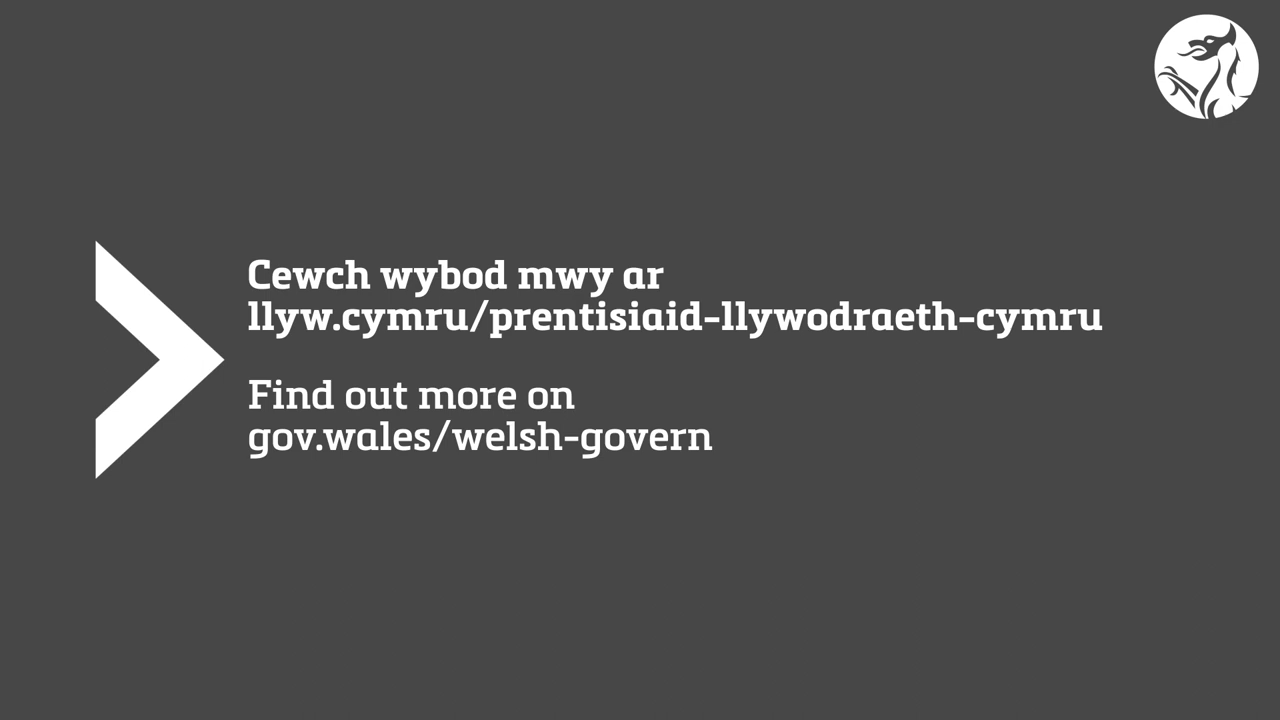 Cewch wybod mwy ar
llyw.cymru/prentisiaid-llywodraeth-cymru
Find out more on
gov.wales/welsh-govern